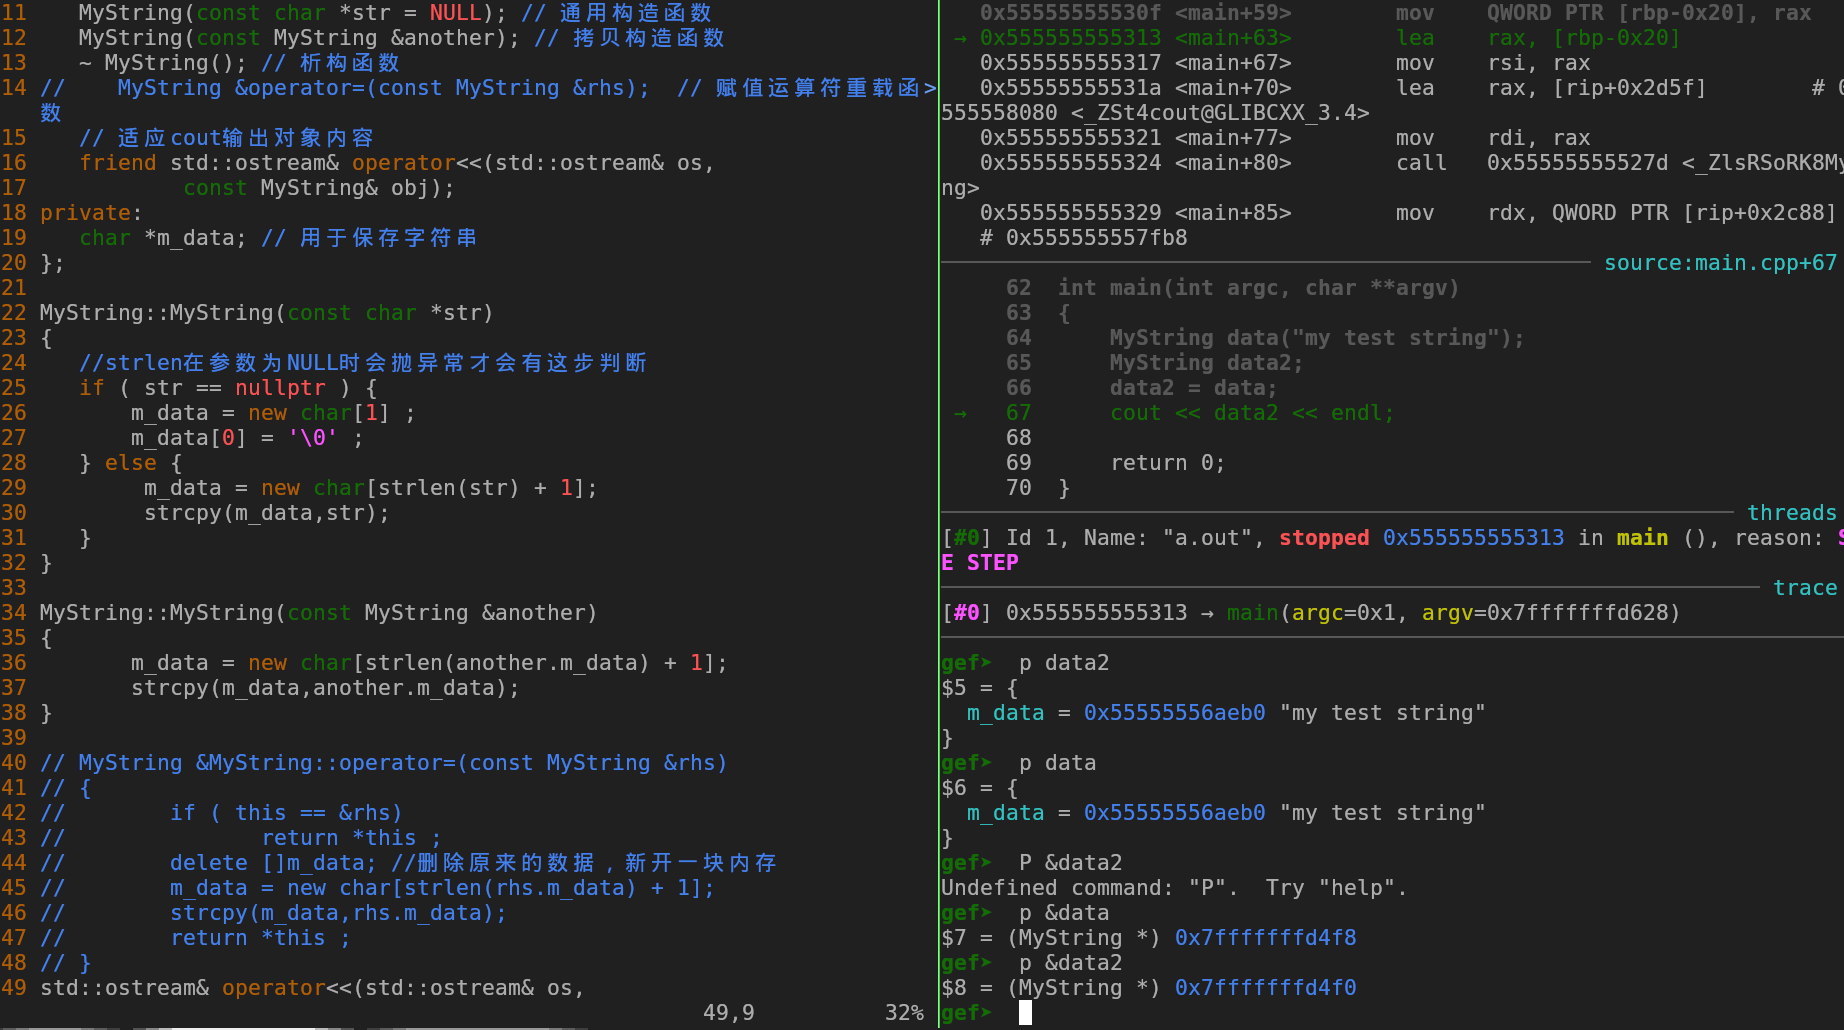 11    MyString(const char *str = NULL); // 通用构造函数
12    MyString(const MyString &another); // 拷贝构造函数
13    ~ MyString(); // 析构函数
14 //    MyString &operator=(const MyString &rhs);  // 赋值运算符重载函>
数
15    // 适应cout输出对象内容
16    friend std::ostream& operator<<(std::ostream& os,
17            const MyString& obj);
18 private:
19    char *m_data; // 用于保存字符串
20 };
21
22 MyString::MyString(const char *str)
23 {
24    //strlen在参数为NULL时会抛异常才会有这步判断
25    if ( str == nullptr ) {
26        m_data = new char[1] ;
27        m_data[0] = '\0' ;
28    } else {
29         m_data = new char[strlen(str) + 1];
30         strcpy(m_data,str);
31    }
32 }
33
34 MyString::MyString(const MyString &another)
35 {
36        m_data = new char[strlen(another.m_data) + 1];
37        strcpy(m_data,another.m_data);
38 }
39
40 // MyString &MyString::operator=(const MyString &rhs)
41 // {
42 //        if ( this == &rhs)
43 //               return *this ;
44 //        delete []m_data; //删除原来的数据，新开一块内存
45 //        m_data = new char[strlen(rhs.m_data) + 1];
46 //        strcpy(m_data,rhs.m_data);
47 //        return *this ;
48 // }
49 std::ostream& operator<<(std::ostream& os,
49,9          32%
0x55555555530f <main+59>        mov    QWORD PTR [rbp-0x20], rax
→ 0x555555555313 <main+63>        lea    rax, [rbp-0x20]
0x555555555317 <main+67>        mov    rsi, rax
0x55555555531a <main+70>        lea    rax, [rip+0x2d5f]        # 0
555558080 <_ZSt4cout@GLIBCXX_3.4>
0x555555555321 <main+77>        mov    rdi, rax
0x555555555324 <main+80>        call   0x55555555527d <_ZlsRSoRK8My
ng>
0x555555555329 <main+85>        mov    rdx, QWORD PTR [rip+0x2c88]
# 0x555555557fb8
source:main.cpp+67
62  int main(int argc, char **argv)
63  {
64      MyString data("my test string");
65      MyString data2;
66      data2 = data;
→   67      cout << data2 << endl;
68
69      return 0;
70  }
threads
[#0] Id 1, Name: "a.out", stopped 0x555555555313 in main (), reason: S
E STEP
trace
[#0] 0x555555555313 → main(argc=0x1, argv=0x7fffffffd628)
gef➤  p data2
$5 = {
  m_data = 0x55555556aeb0 "my test string"
}
gef➤  p data
$6 = {
  m_data = 0x55555556aeb0 "my test string"
}
gef➤  P &data2
Undefined command: "P".  Try "help".
gef➤  p &data
$7 = (MyString *) 0x7fffffffd4f8
gef➤  p &data2
$8 = (MyString *) 0x7fffffffd4f0
gef➤